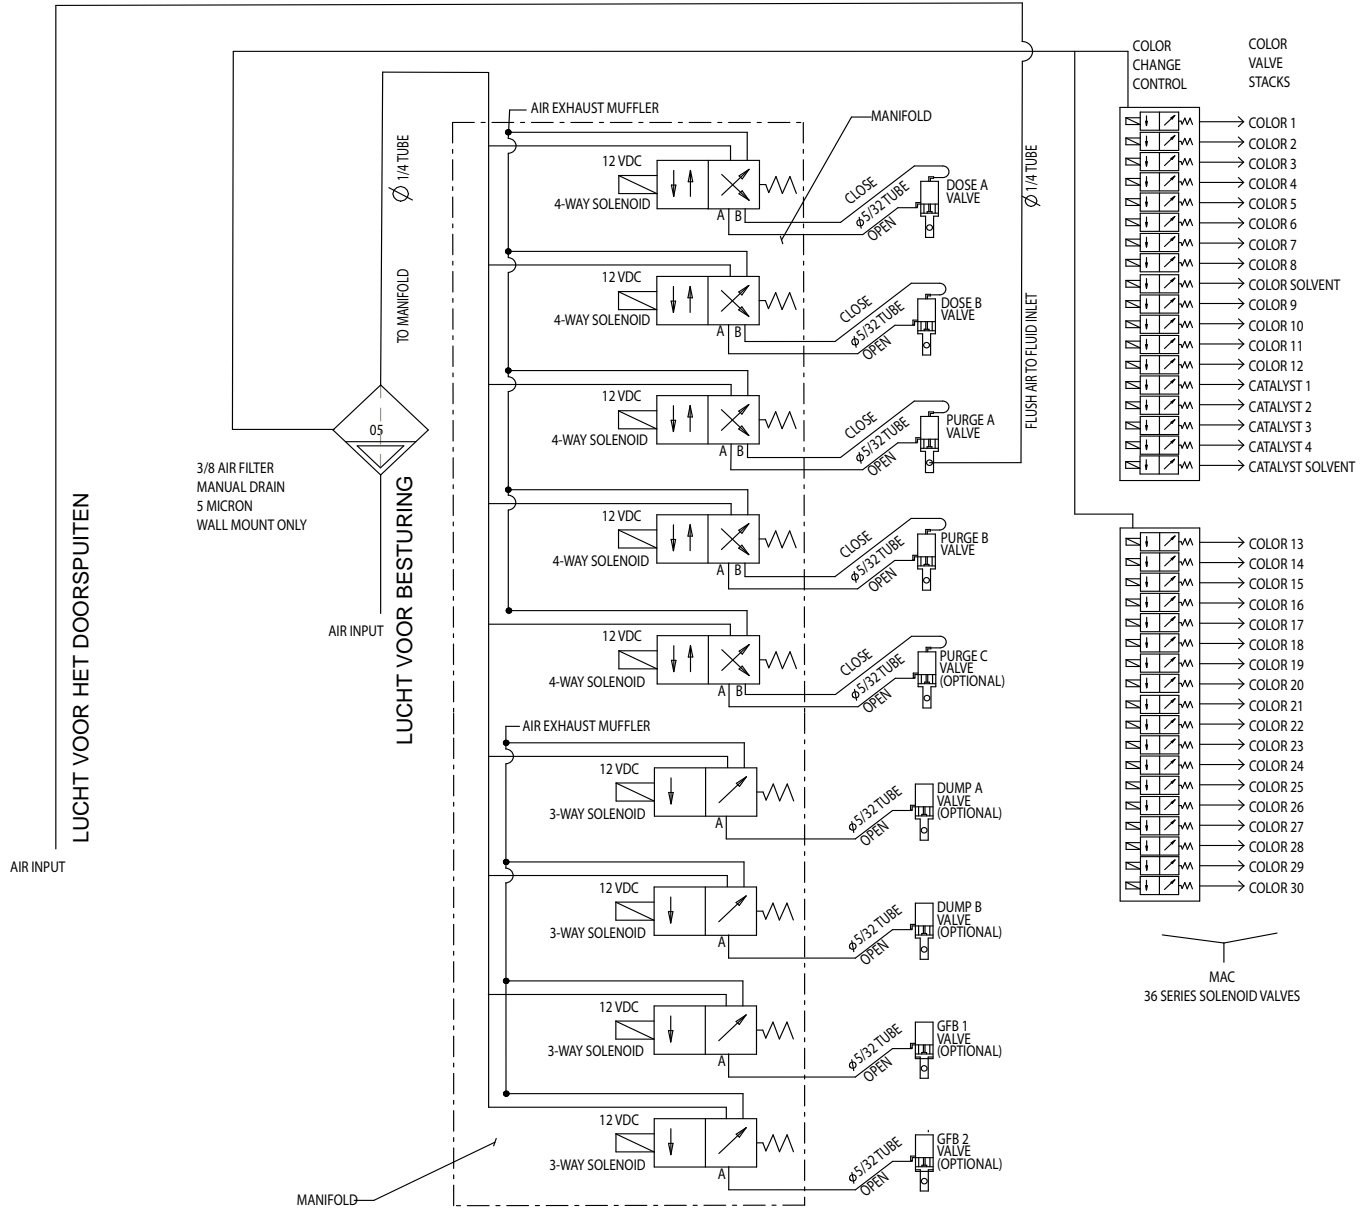 COLOR
CHANGE
CONTROL
COLOR
VALVE
STACKS
AIR EXHAUST MUFFLER
MANIFOLD
Ø 1/4 TUBE
TO MANIFOLD
Ø 1/4 TUBE
FLUSH AIR TO FLUID INLET
12 VDC
4-WAY SOLENOID
A B
CLOSE
ø5/32 TUBE
OPEN
DOSE A
VALVE
12 VDC
4-WAY SOLENOID
A B
CLOSE
ø5/32 TUBE
OPEN
DOSE B
VALVE
12 VDC
4-WAY SOLENOID
A B
CLOSE
ø5/32 TUBE
OPEN
PURGE A
VALVE
12 VDC
4-WAY SOLENOID
A B
CLOSE
ø5/32 TUBE
OPEN
PURGE B
VALVE
12 VDC
4-WAY SOLENOID
A B
CLOSE
ø5/32 TUBE
OPEN
PURGE C
VALVE
(OPTIONAL)
AIR EXHAUST MUFFLER
12 VDC
3-WAY SOLENOID
A
ø5/32 TUBE
OPEN
DUMP A
VALVE
(OPTIONAL)
12 VDC
3-WAY SOLENOID
A
ø5/32 TUBE
OPEN
DUMP B
VALVE
(OPTIONAL)
12 VDC
3-WAY SOLENOID
A
ø5/32 TUBE
OPEN
GFB 1
VALVE
(OPTIONAL)
12 VDC
3-WAY SOLENOID
A
ø5/32 TUBE
OPEN
GFB 2
VALVE
(OPTIONAL)
MANIFOLD
05
3/8 AIR FILTER
MANUAL DRAIN
5 MICRON
WALL MOUNT ONLY
AIR INPUT
LUCHT VOOR BESTURING
LUCHT VOOR HET DOORSPUITEN
AIR INPUT
COLOR 1
COLOR 2
COLOR 3
COLOR 4
COLOR 5
COLOR 6
COLOR 7
COLOR 8
COLOR SOLVENT
COLOR 9
COLOR 10
COLOR 11
COLOR 12
CATALYST 1
CATALYST 2
CATALYST 3
CATALYST 4
CATALYST SOLVENT
COLOR 13
COLOR 14
COLOR 15
COLOR 16
COLOR 17
COLOR 18
COLOR 19
COLOR 20
COLOR 21
COLOR 22
COLOR 23
COLOR 24
COLOR 25
COLOR 26
COLOR 27
COLOR 28
COLOR 29
COLOR 30
MAC
36 SERIES SOLENOID VALVES